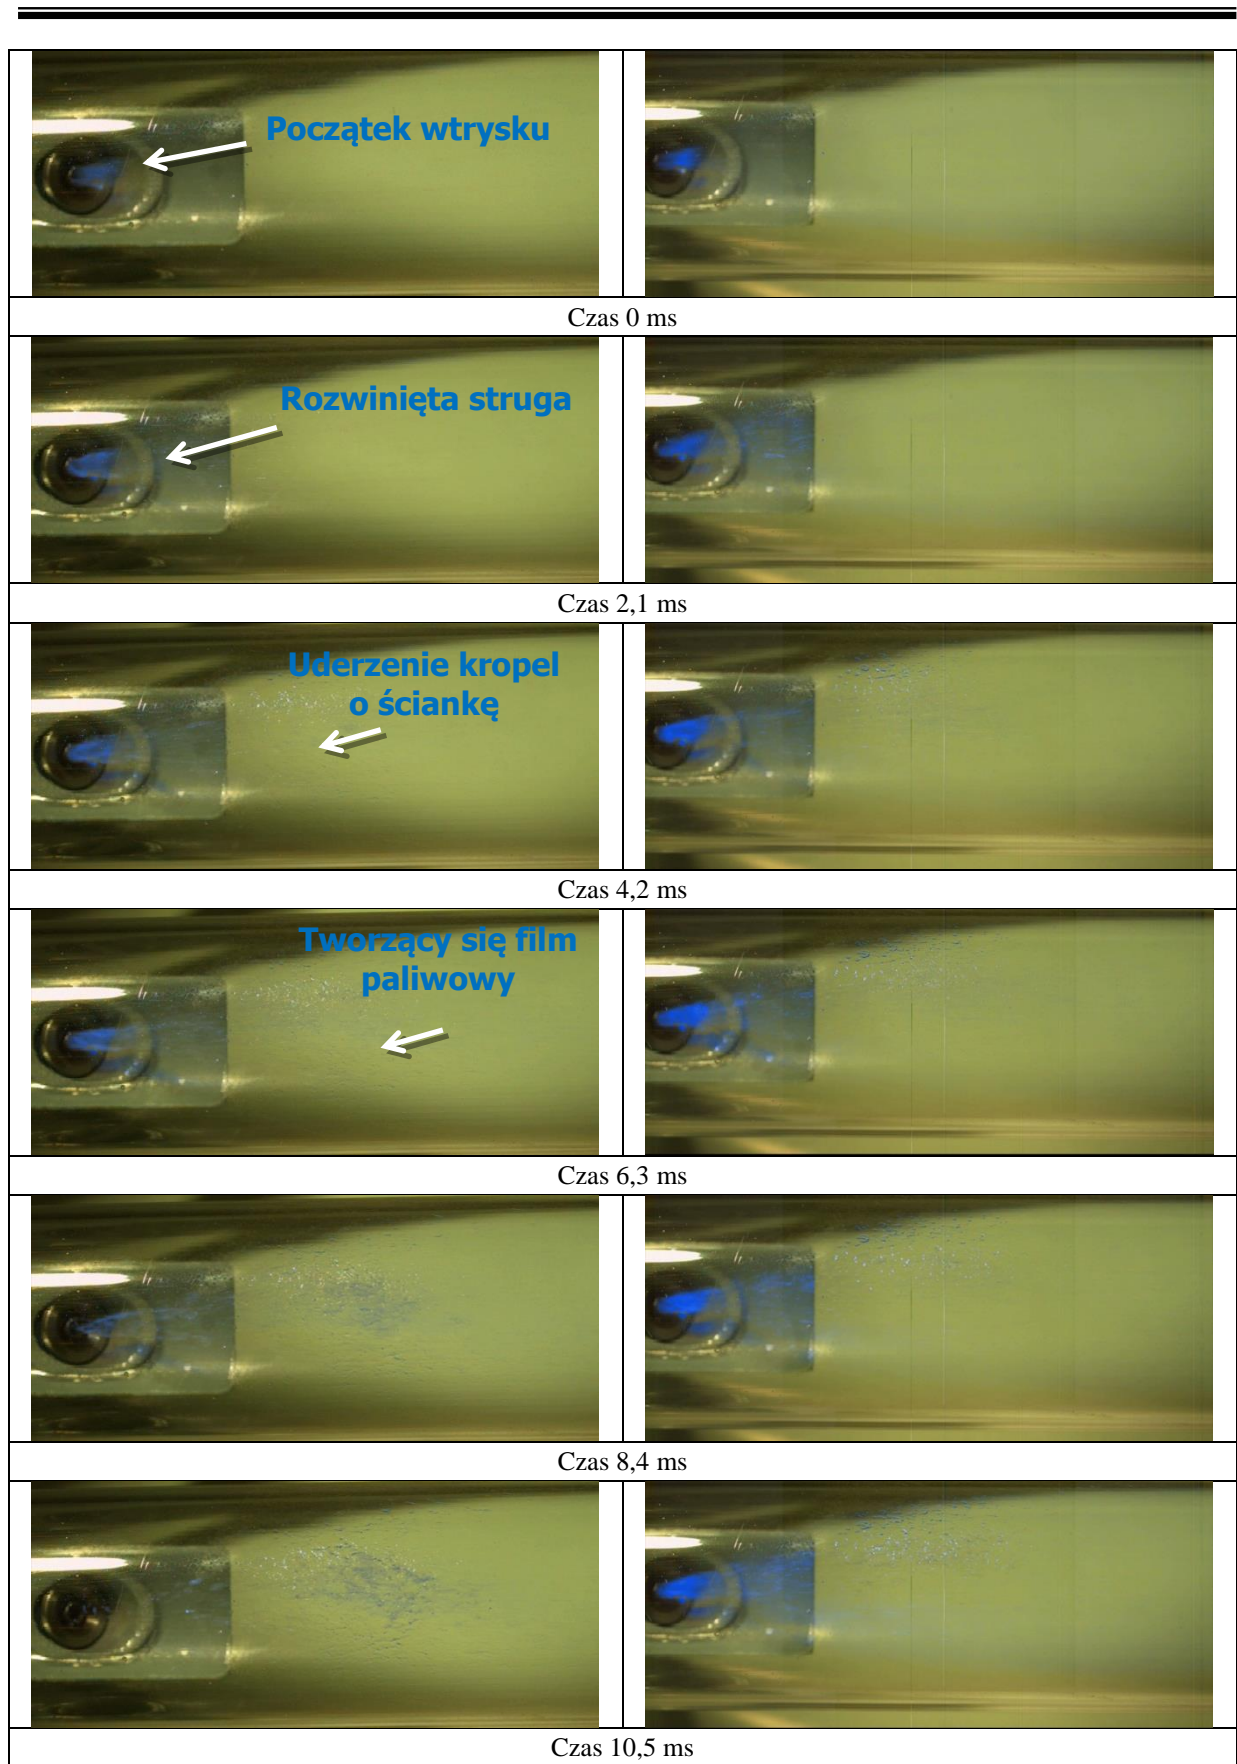 Początek wtrysku
Czas 0 ms
Rozwinięta struga
Czas 2,1 ms
Uderzenie kropel
o ściankę
Czas 4,2 ms
Tworzący się film
paliwowy
Czas 6,3 ms
Czas 8,4 ms
Czas 10,5 ms